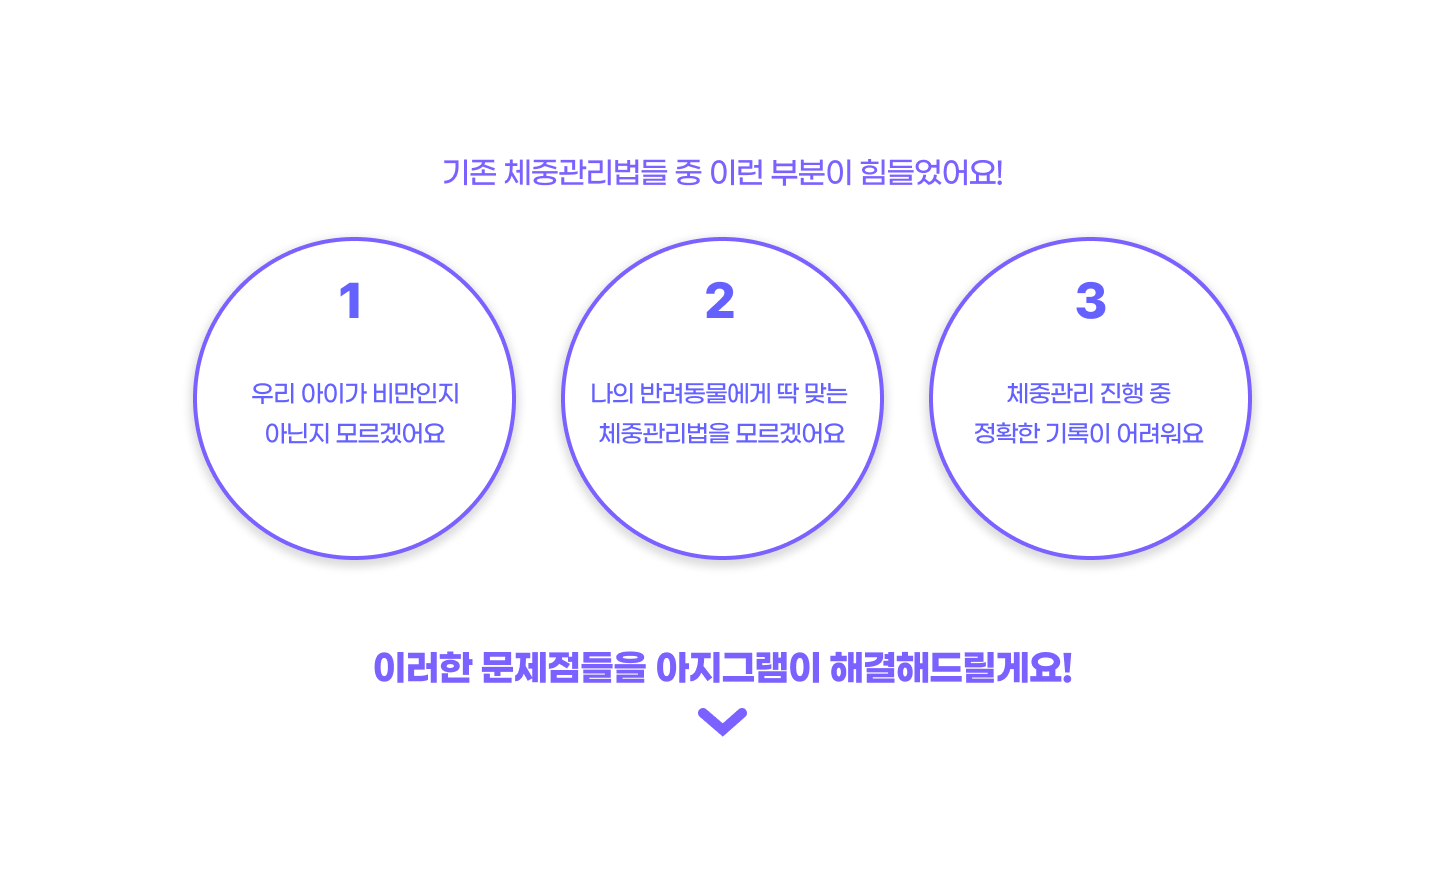 기존 체중관리법들 중 이런 부분이 힘들었어요!
1
우리 아이가 비만인지
아닌지 모르겠어요
2
나의 반려동물에게 딱 맞는
체중관리법을 모르겠어요
3
체중관리 진행 중
정확한 기록이 어려워요
이러한 문제점들을 아지그램이 해결해드릴게요!